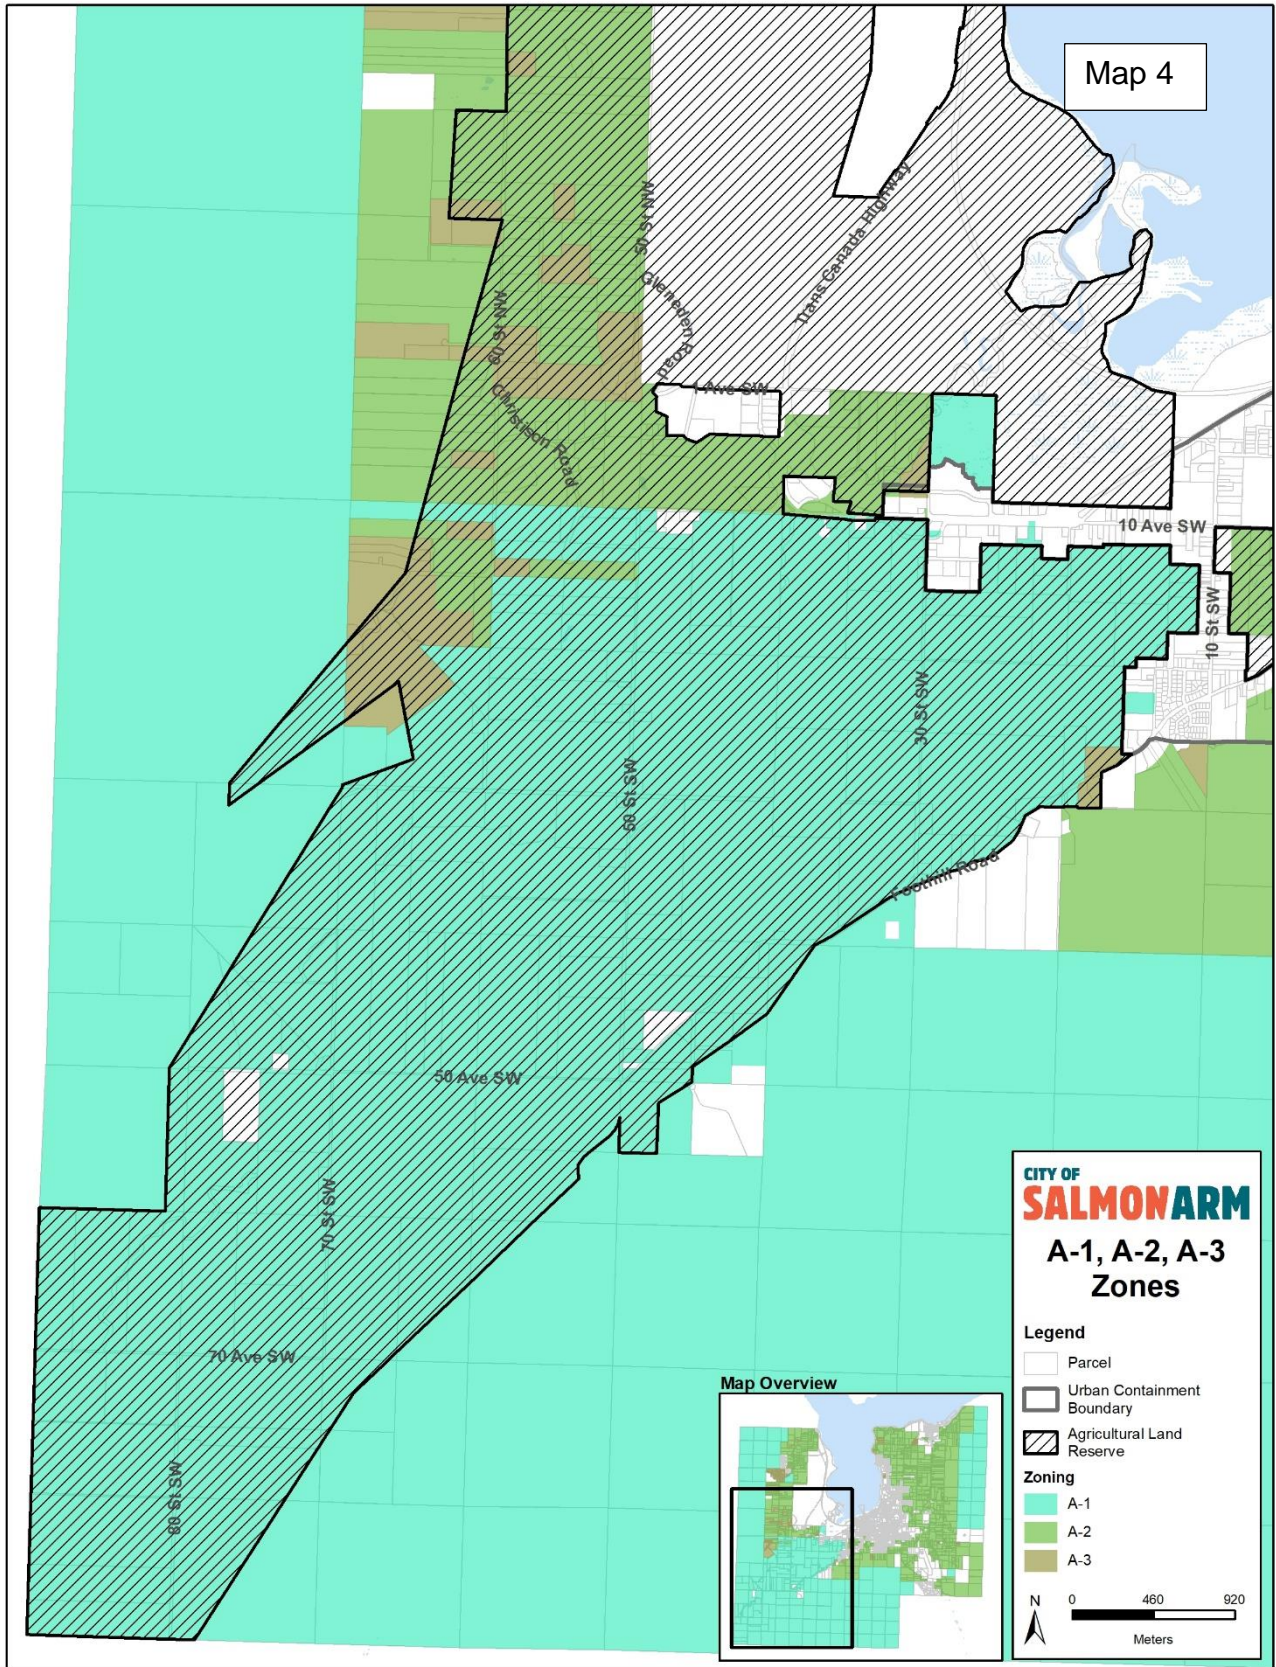 Map 4
50 St NW
Trans Canada Highway
Gleneden Road
60 St NW
1 Ave SW
Christison Road
10 Ave SW
10 St SW
30 St SW
50 St SW
Foothill Road
50 Ave SW
70 St SW
70 Ave SW
80 St SW
CITY OF
SALMONARM
A-1, A-2, A-3
Zones
Legend
Parcel
Urban Containment
Boundary
Agricultural Land
Reserve
Zoning
A-1
A-2
A-3
N
0 460 920
Meters
Map Overview